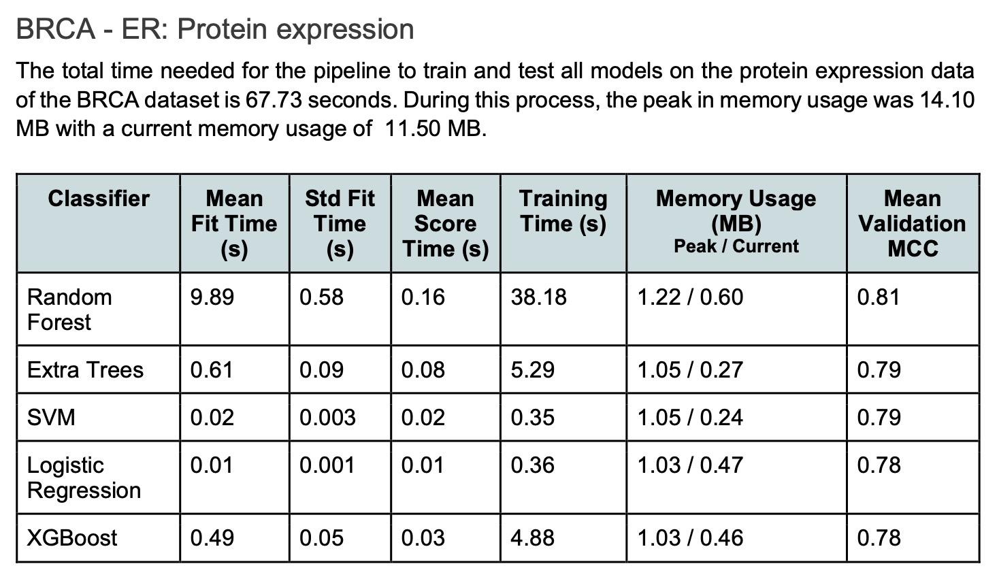 BRCA - ER: Protein expression
The total time needed for the pipeline to train and test all models on the protein expression data
of the BRCA dataset is 67.73 seconds. During this process, the peak in memory usage was 14.10
MB with a current memory usage of  11.50 MB.
Classifier
Mean
Fit Time
(s)
Std Fit
Time
(s)
Mean
Score
Time (s)
Training
Time (s)
Memory Usage
(MB)
Peak / Current
Mean
Validation
MCC
Random
Forest
9.89
0.58
0.16
38.18
1.22 / 0.60
0.81
Extra Trees
0.61
0.09
0.08
5.29
1.05 / 0.27
0.79
SVM
0.02
0.003
0.02
0.35
1.05 / 0.24
0.79
Logistic
Regression
0.01
0.001
0.01
0.36
1.03 / 0.47
0.78
XGBoost
0.49
0.05
0.03
4.88
1.03 / 0.46
0.78